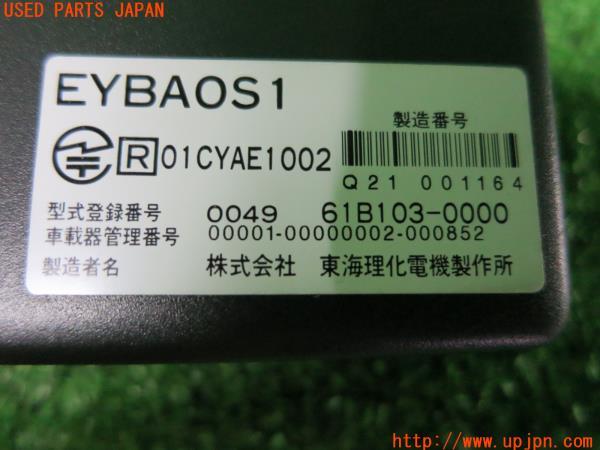 USED PARTS JAPAN
EYBAOS1
製造番号
R 01CYAE1002
Q21 001164
型式登録番号 0049 61B103-0000
車載器管理番号 00001-00000002-000852
製造者名 株式会社 東海理化電機製作所
http://www.upjpn.com/